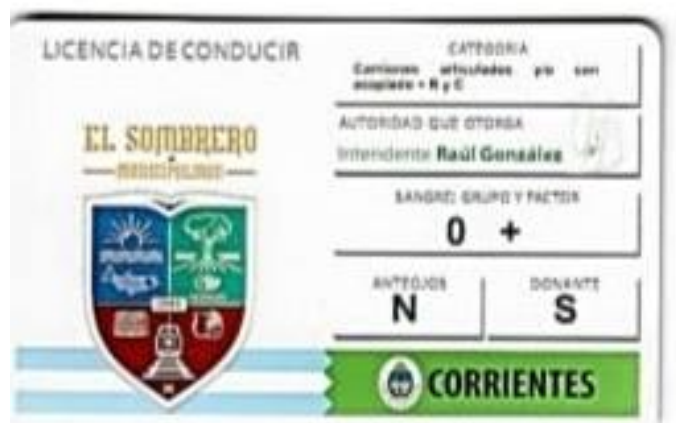 LICENCIA DE CONDUCIR
EL SOMBRERO
MUNICIPALIDAD
CATEGORIA
Camiones articulados y/o con
acoplado + B y C
AUTORIDAD QUE OTORGA
Intendente Raúl González
SANGRE: GRUPO Y FACTOR
0 +
ANTEOJOS
N
DONANTE
S
CORRIENTES